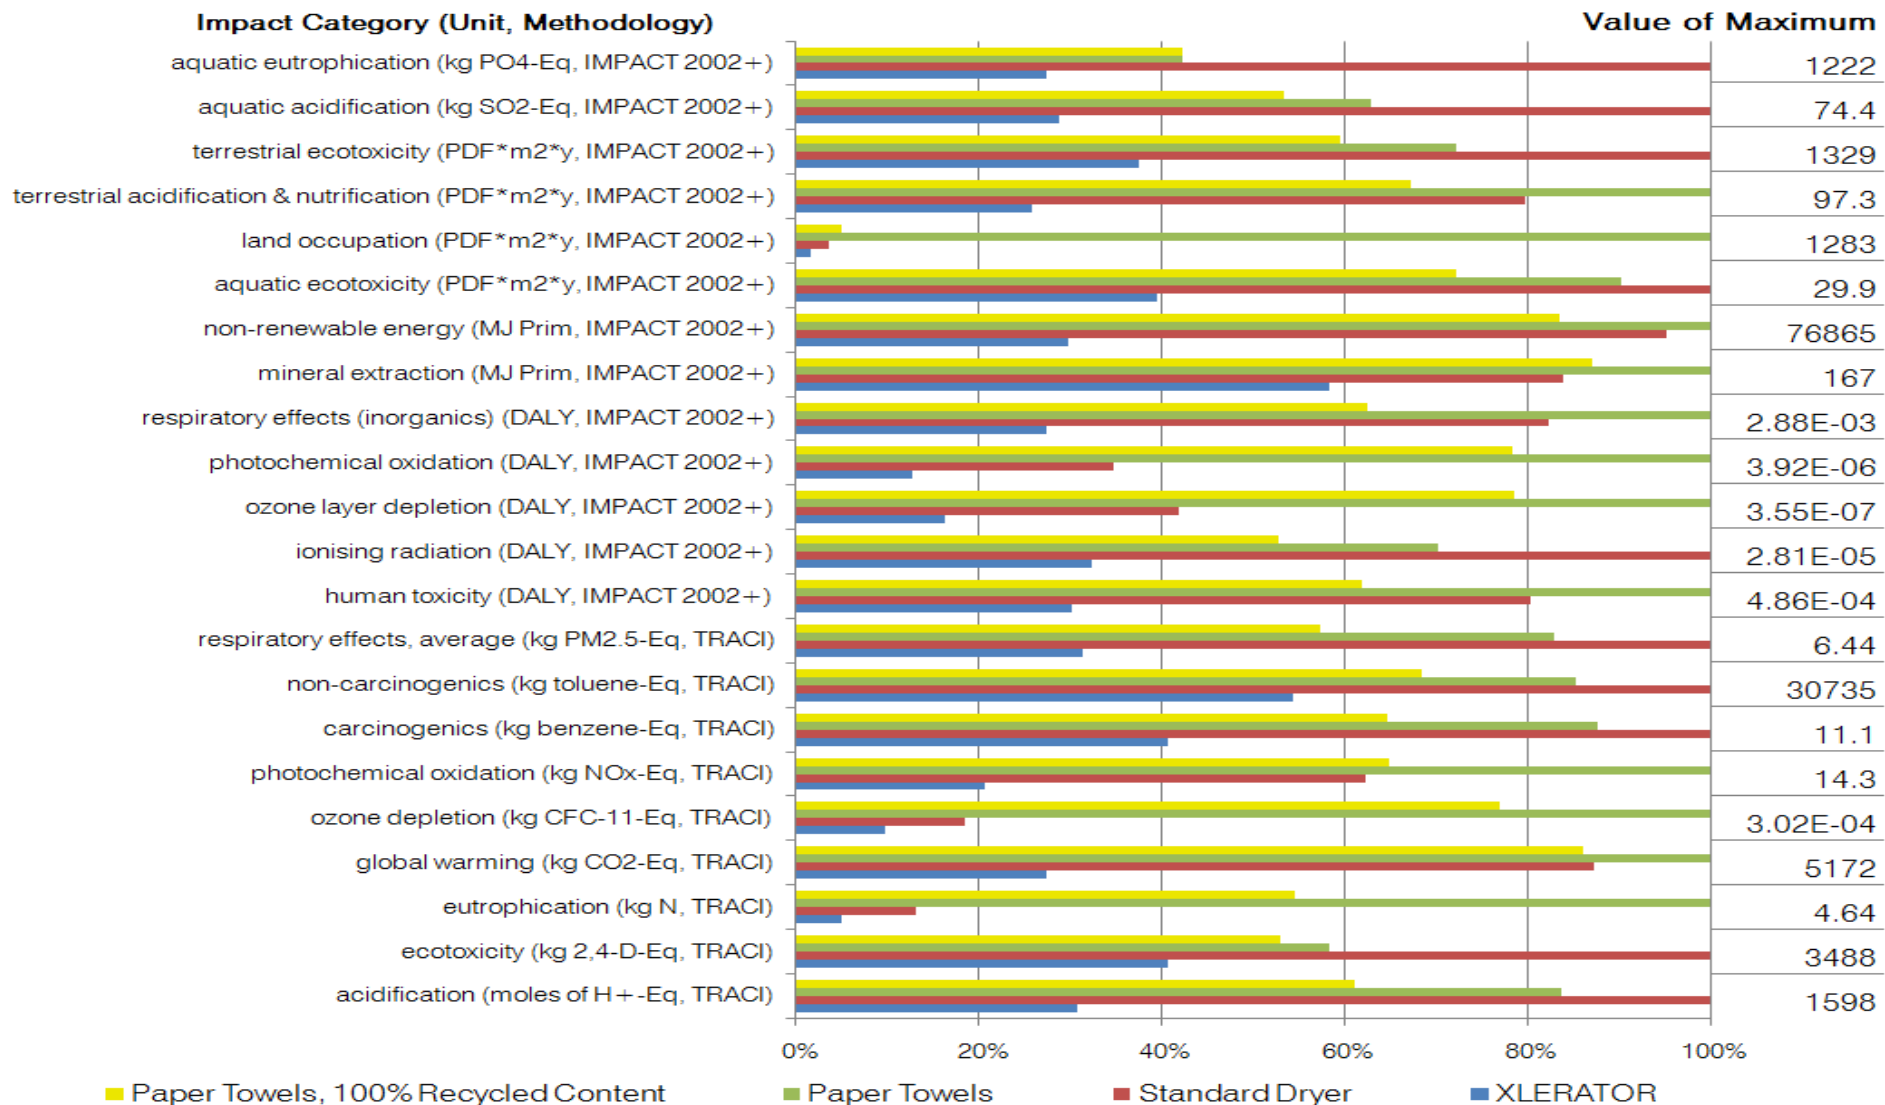 Impact Category (Unit, Methodology) Value of Maximum
aquatic eutrophication (kg PO4-Eq, IMPACT 2002+) 1222
aquatic acidification (kg SO2-Eq, IMPACT 2002+) 74.4
terrestrial ecotoxicity (PDF*m2*y, IMPACT 2002+) 1329
terrestrial acidification & nutrification (PDF*m2*y, IMPACT 2002+) 97.3
land occupation (PDF*m2*y, IMPACT 2002+) 1283
aquatic ecotoxicity (PDF*m2*y, IMPACT 2002+) 29.9
non-renewable energy (MJ Prim, IMPACT 2002+) 76865
mineral extraction (MJ Prim, IMPACT 2002+) 167
respiratory effects (inorganics) (DALY, IMPACT 2002+) 2.88E-03
photochemical oxidation (DALY, IMPACT 2002+) 3.92E-06
ozone layer depletion (DALY, IMPACT 2002+) 3.55E-07
ionising radiation (DALY, IMPACT 2002+) 2.81E-05
human toxicity (DALY, IMPACT 2002+) 4.86E-04
respiratory effects, average (kg PM2.5-Eq, TRACI) 6.44
non-carcinogenics (kg toluene-Eq, TRACI) 30735
carcinogenics (kg benzene-Eq, TRACI) 11.1
photochemical oxidation (kg NOx-Eq, TRACI) 14.3
ozone depletion (kg CFC-11-Eq, TRACI) 3.02E-04
global warming (kg CO2-Eq, TRACI) 5172
eutrophication (kg N, TRACI) 4.64
ecotoxicity (kg 2,4-D-Eq, TRACI) 3488
acidification (moles of H+-Eq, TRACI) 1598
0% 20% 40% 60% 80% 100%
Paper Towels, 100% Recycled Content Paper Towels Standard Dryer XLERATOR